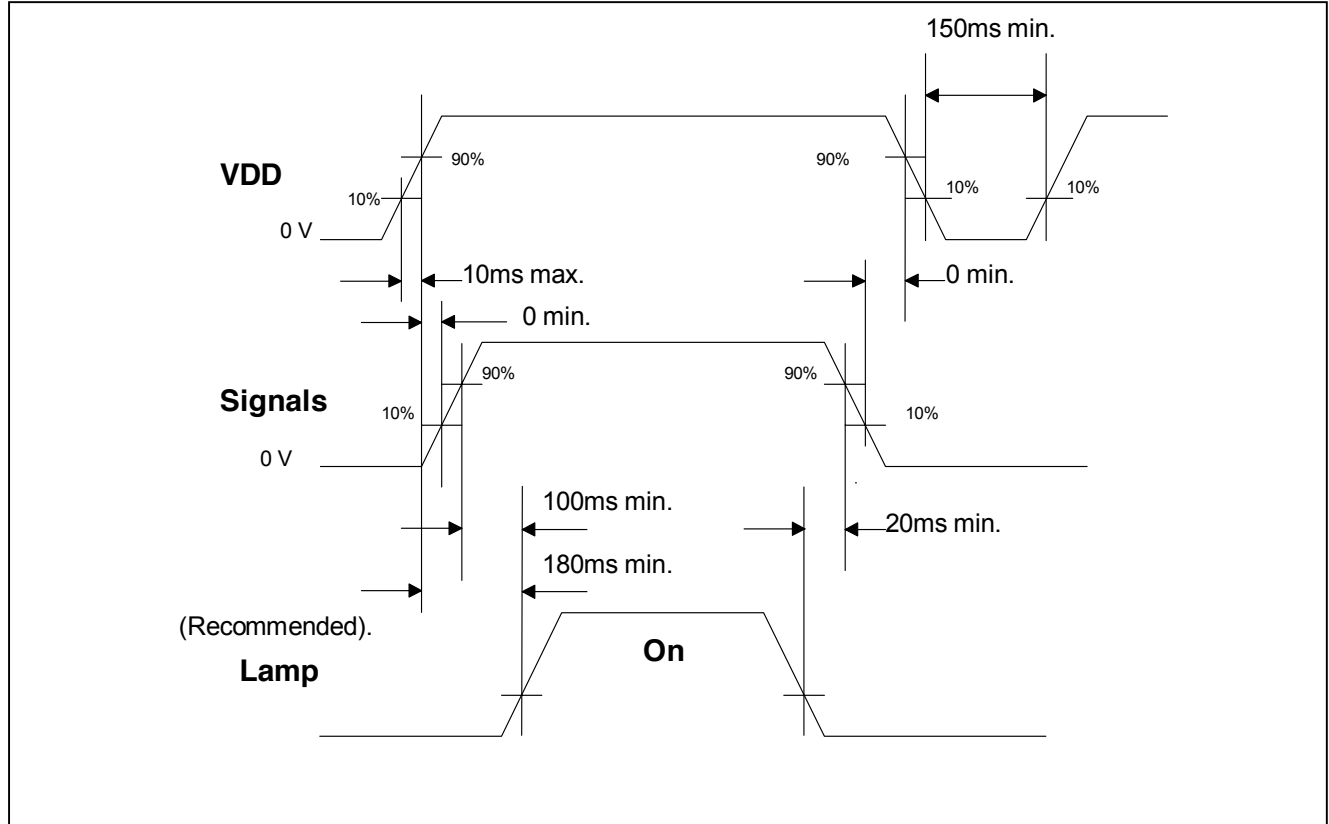 150ms min.
90%
90%
VDD
10%
10%
10%
0 V
10ms max.
0 min.
0 min.
90%
90%
Signals
10%
10%
0 V
100ms min.
20ms min.
180ms min.
(Recommended).
On
Lamp